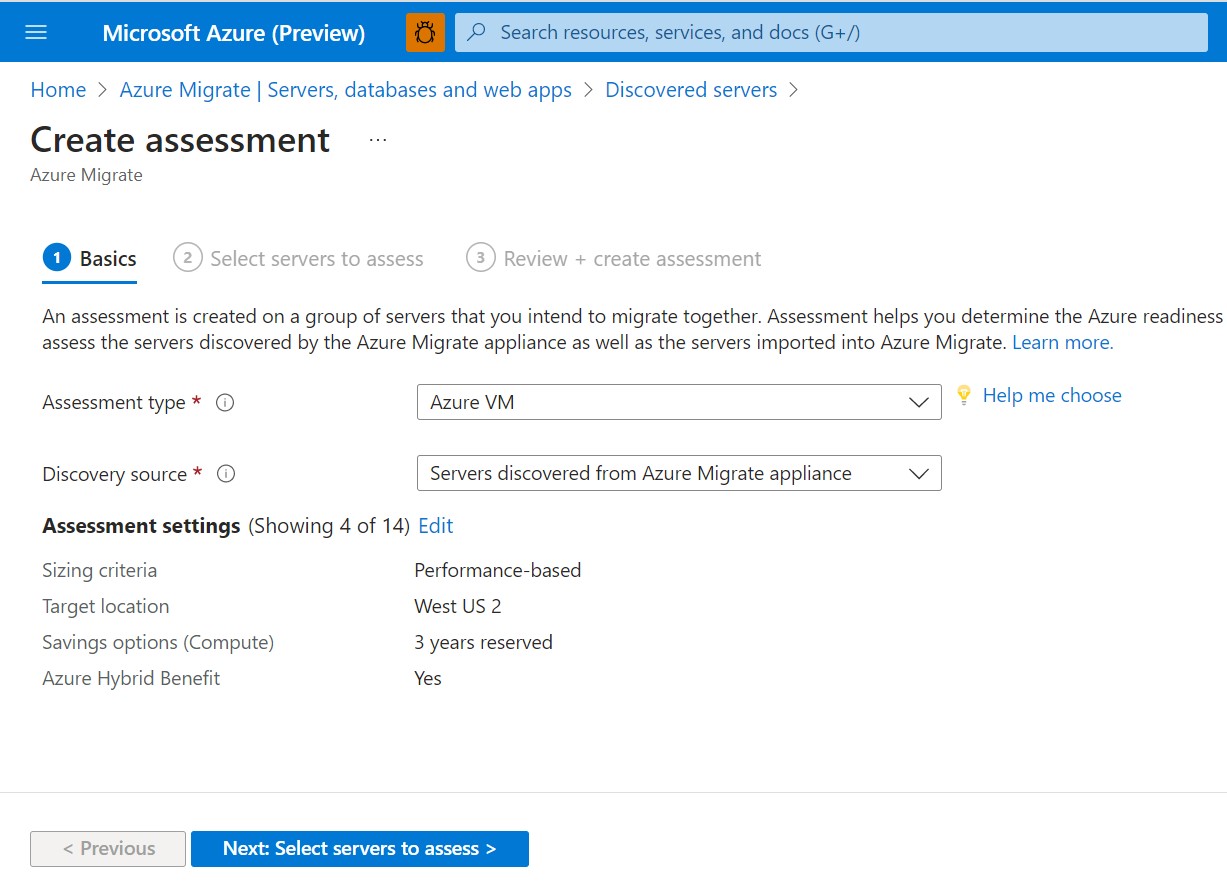 Microsoft Azure (Preview)
Search resources, services, and docs (G+/)
Home > Azure Migrate | Servers, databases and web apps > Discovered servers >
Create assessment ...
Azure Migrate
1 Basics
2 Select servers to assess
3 Review + create assessment
An assessment is created on a group of servers that you intend to migrate together. Assessment helps you determine the Azure readiness
assess the servers discovered by the Azure Migrate appliance as well as the servers imported into Azure Migrate. Learn more.
Assessment type *
Azure VM
Help me choose
Discovery source *
Servers discovered from Azure Migrate appliance
Assessment settings (Showing 4 of 14) Edit
Sizing criteria
Performance-based
Target location
West US 2
Savings options (Compute)
3 years reserved
Azure Hybrid Benefit
Yes
< Previous
Next: Select servers to assess >